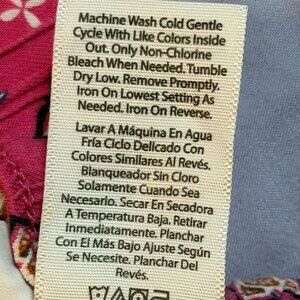 Machine Wash Cold Gentle
Cycle With Like Colors Inside
Out. Only Non-Chlorine
Bleach When Needed. Tumble
Dry Low. Remove Promptly.
Iron On Lowest Setting As
Needed. Iron On Reverse.
Lavar A Máquina En Agua
Fría Ciclo Delicado Con
Colores Similares Al Revés.
Blanqueador Sin Cloro
Solamente Cuando Sea
Necesario. Secar En Secadora
A Temperatura Baja. Retirar
Inmediatamente. Planchar
Con El Más Bajo Ajuste Según
Se Necesite. Planchar Al
Revés.